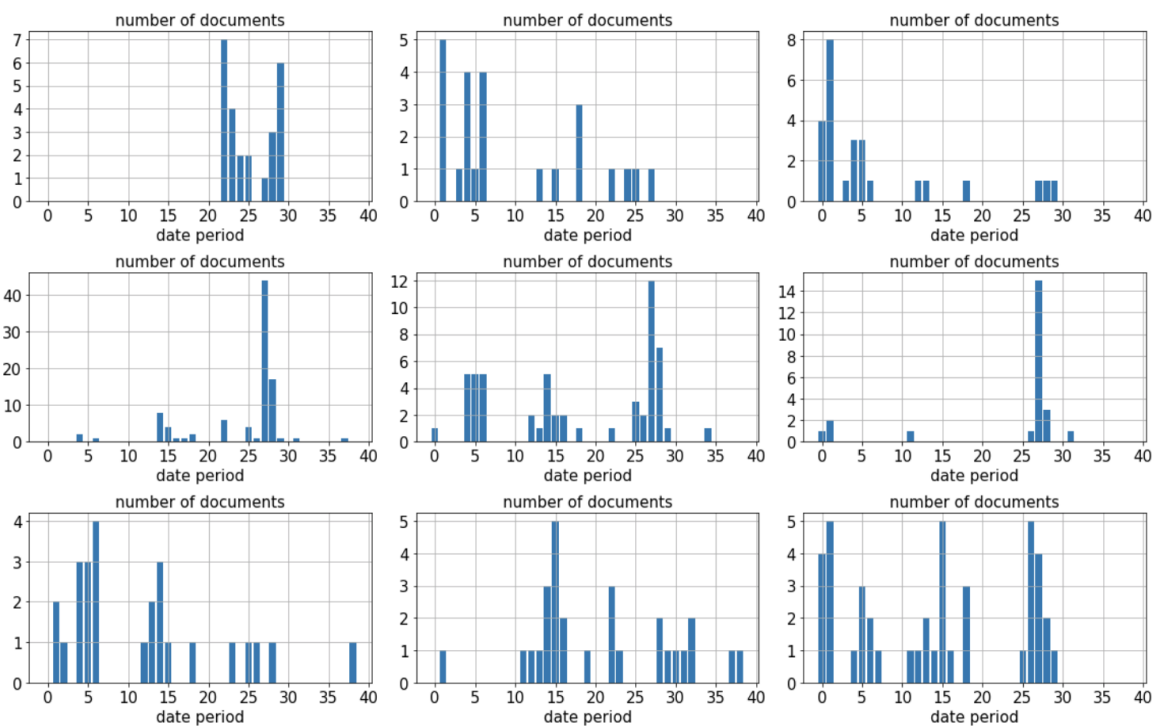 number of documents number of documents number of documents
7 5 8
6
5 4 6
4 3 4
3 2
2 1 2
1
0 0 0
0 5 10 15 20 25 30 35 40 0 5 10 15 20 25 30 35 40 0 5 10 15 20 25 30 35 40
date period date period date period
number of documents number of documents number of documents
40 12 14
30 10 12
20 8 10
10 6 8
0 4 6
2 4
0 2
0
0 5 10 15 20 25 30 35 40 0 5 10 15 20 25 30 35 40 0 5 10 15 20 25 30 35 40
date period date period date period
number of documents number of documents number of documents
4 5 5
3 4 4
2 3 3
1 2 2
0 1 1
0 0
0 5 10 15 20 25 30 35 40 0 5 10 15 20 25 30 35 40 0 5 10 15 20 25 30 35 40
date period date period date period